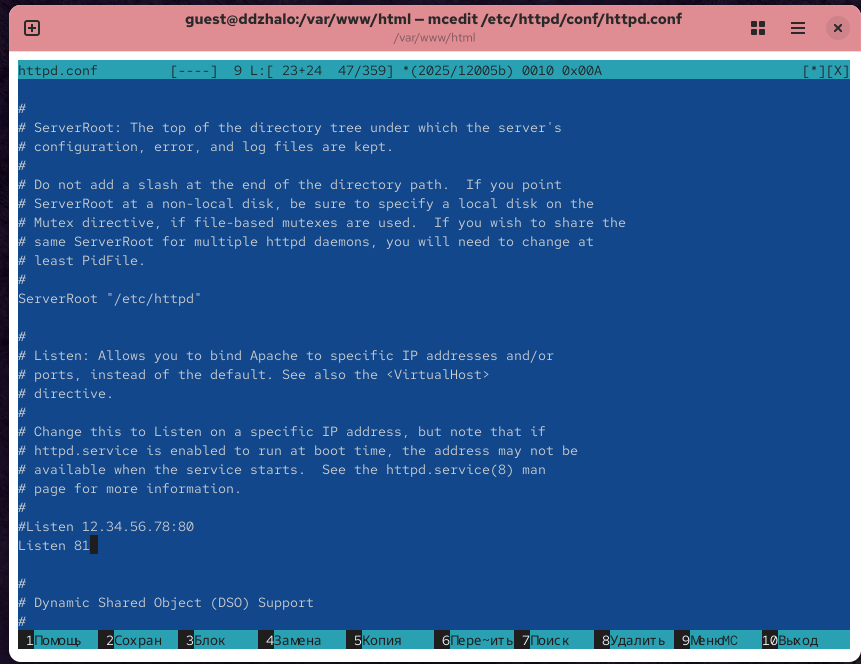 guest@ddzhalo:/var/www/html — mcedit /etc/httpd/conf/httpd.conf
/var/www/html
httpd.conf         [----]  9 L:[ 23+24  47/359] *(2025/12005b) 0010 0x00A                         [*][X]
#
# ServerRoot: The top of the directory tree under which the server's
# configuration, error, and log files are kept.
#
# Do not add a slash at the end of the directory path.  If you point
# ServerRoot at a non-local disk, be sure to specify a local disk on the
# Mutex directive, if file-based mutexes are used.  If you wish to share the
# same ServerRoot for multiple httpd daemons, you will need to change at
# least PidFile.
#
ServerRoot "/etc/httpd"
#
# Listen: Allows you to bind Apache to specific IP addresses and/or
# ports, instead of the default. See also the <VirtualHost>
# directive.
#
# Change this to Listen on a specific IP address, but note that if
# httpd.service is enabled to run at boot time, the address may not be
# available when the service starts.  See the httpd.service(8) man
# page for more information.
#
#Listen 12.34.56.78:80
Listen 81
#
# Dynamic Shared Object (DSO) Support
#
1Помощь 2Сохран 3Блок 4Замена 5Копия 6Пере~ить 7Поиск 8Удалить 9МенюМС 10Выход